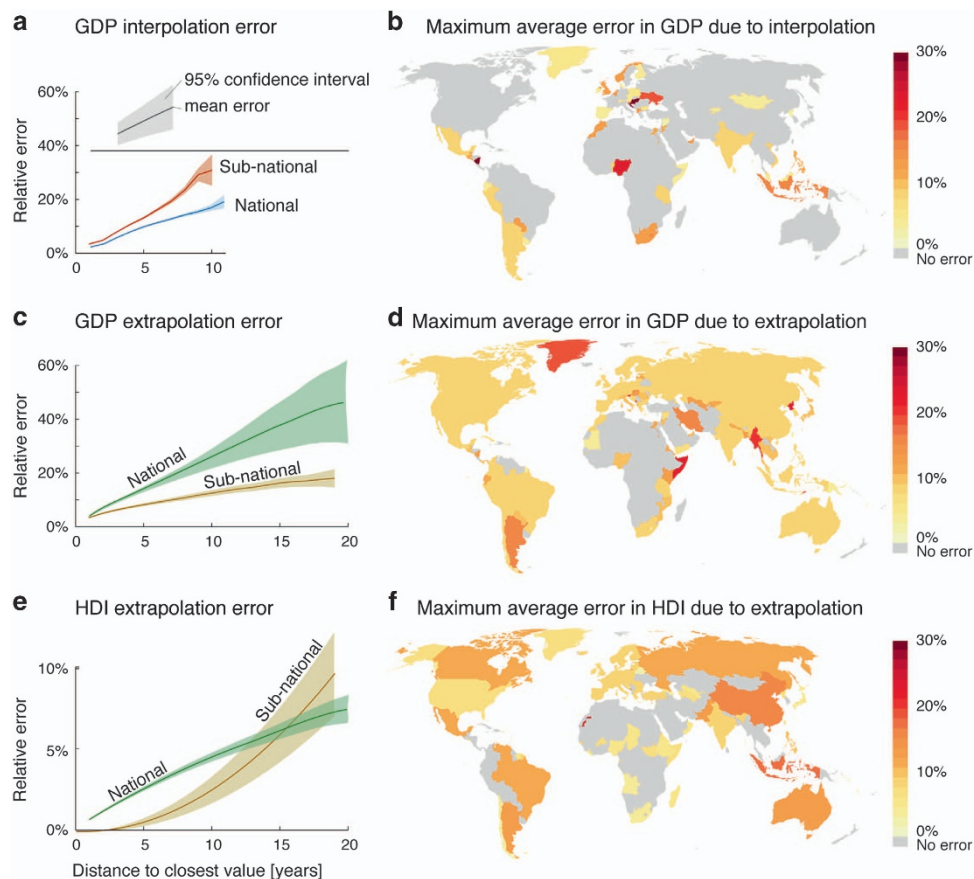 a GDP interpolation error
95% confidence interval
mean error
60%
40%
20%
0%
Relative error
Sub-national
National
0 5 10
b Maximum average error in GDP due to interpolation
30%
20%
10%
0%
No error
c GDP extrapolation error
60%
40%
20%
0%
Relative error
National
Sub-national
0 5 10 15 20
d Maximum average error in GDP due to extrapolation
30%
20%
10%
0%
No error
e HDI extrapolation error
10%
5%
0%
Relative error
National
Sub-national
0 5 10 15 20
Distance to closest value [years]
f Maximum average error in HDI due to extrapolation
30%
20%
10%
0%
No error